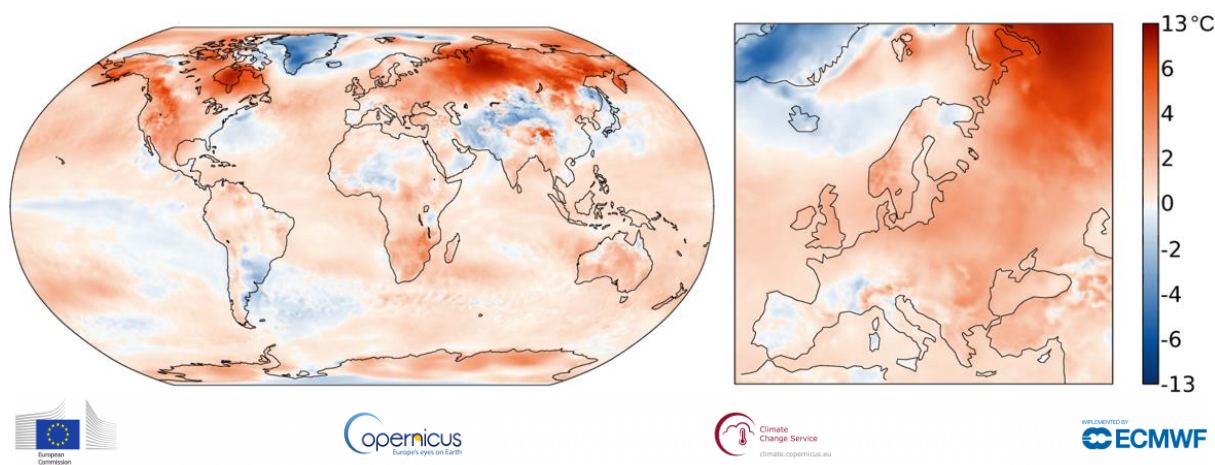 13 °C
6
4
2
0
-2
-4
-6
-13
European
Commission
opernicus
Europe's eyes on Earth
Climate
Change Service
climate.copernicus.eu
IMPLEMENTED BY
ECMWF